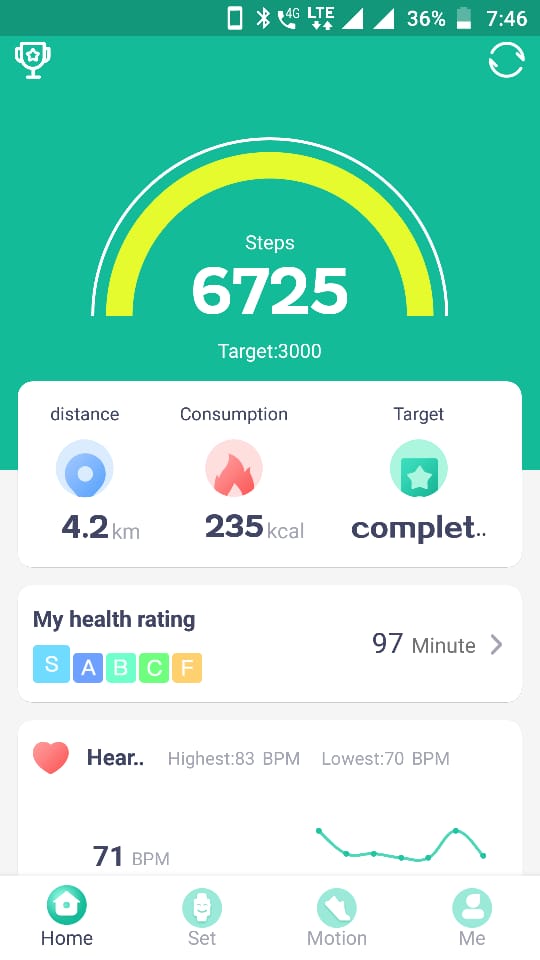 4G LTE 36% 7:46
Steps
6725
Target:3000
distance Consumption Target
4.2 km 235 kcal complet..
My health rating
S A B C F
97 Minute
Hear.. Highest:83 BPM Lowest:70 BPM
71 BPM
Home Set Motion Me